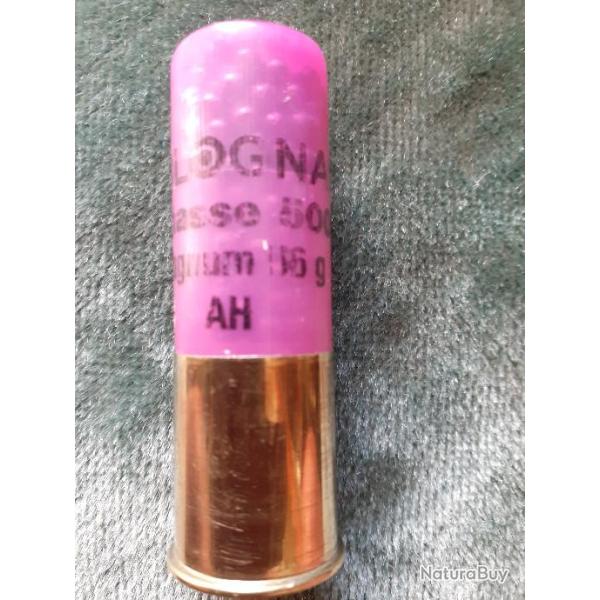 LOGNA
asse 500
gnum 56 g
AH
NaturaBuy